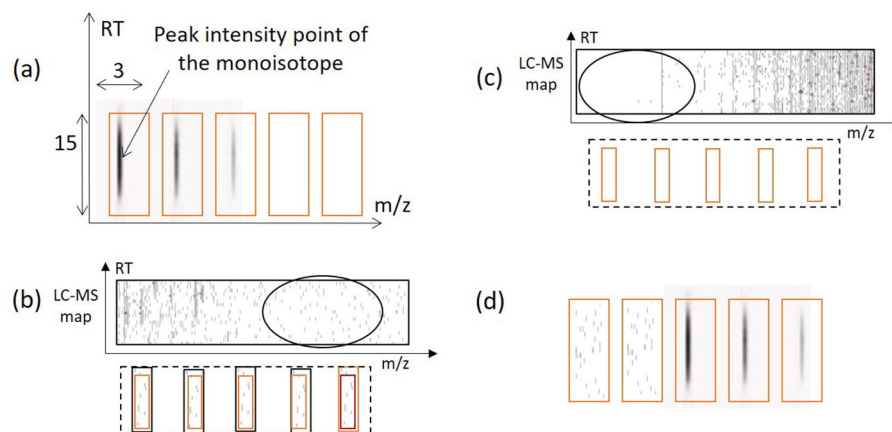 (a)
RT
Peak intensity point of
the monoisotope
3
15
m/z
(b)
RT
LC-MS
map
m/z
(c)
RT
LC-MS
map
m/z
(d)